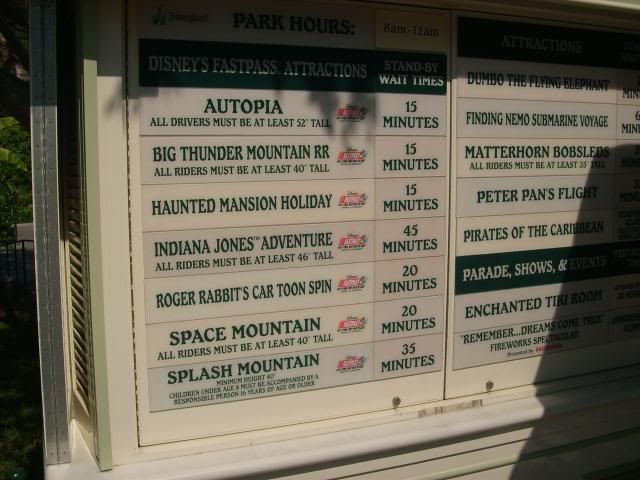 Disneyland
PARK HOURS:
8am-12am
DISNEY'S FASTPASS, ATTRACTIONS
STAND-BY
WAIT TIMES
AUTOPIA
ALL DRIVERS MUST BE AT LEAST 52" TALL
15
MINUTES
BIG THUNDER MOUNTAIN RR
ALL RIDERS MUST BE AT LEAST 40" TALL
15
MINUTES
HAUNTED MANSION HOLIDAY
15
MINUTES
INDIANA JONES™ ADVENTURE
ALL RIDERS MUST BE AT LEAST 46" TALL
45
MINUTES
ROGER RABBIT'S CAR TOON SPIN
20
MINUTES
SPACE MOUNTAIN
ALL RIDERS MUST BE AT LEAST 40" TALL
20
MINUTES
SPLASH MOUNTAIN
MINIMUM HEIGHT 40"
CHILDREN UNDER AGE 8 MUST BE ACCOMPANIED BY A
RESPONSIBLE PERSON 16 YEARS OF AGE OR OLDER
35
MINUTES
ATTRACTIONS
DUMBO THE FLYING ELEPHANT
FINDING NEMO SUBMARINE VOYAGE
MATTERHORN BOBSLEDS
ALL RIDERS MUST BE AT LEAST 35" TALL
PETER PAN'S FLIGHT
PIRATES OF THE CARIBBEAN
PARADE, SHOWS, & EVENTS
ENCHANTED TIKI ROOM
"REMEMBER...DREAMS COME TRUE"
FIREWORKS SPECTACULAR
Presented by